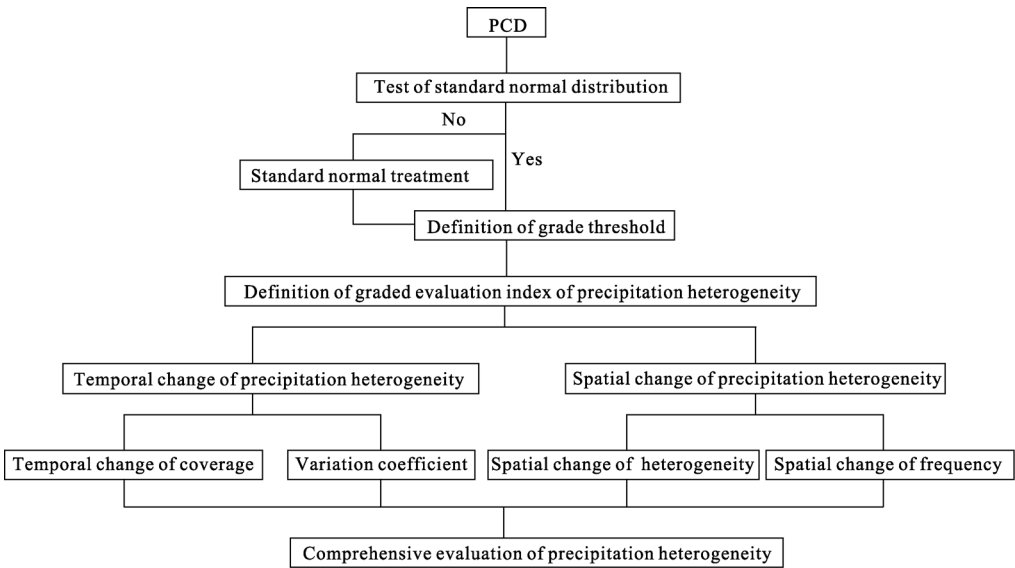 PCD
Test of standard normal distribution
No
Yes
Standard normal treatment
Definition of grade threshold
Definition of graded evaluation index of precipitation heterogeneity
Temporal change of precipitation heterogeneity
Spatial change of precipitation heterogeneity
Temporal change of coverage
Variation coefficient
Spatial change of heterogeneity
Spatial change of frequency
Comprehensive evaluation of precipitation heterogeneity